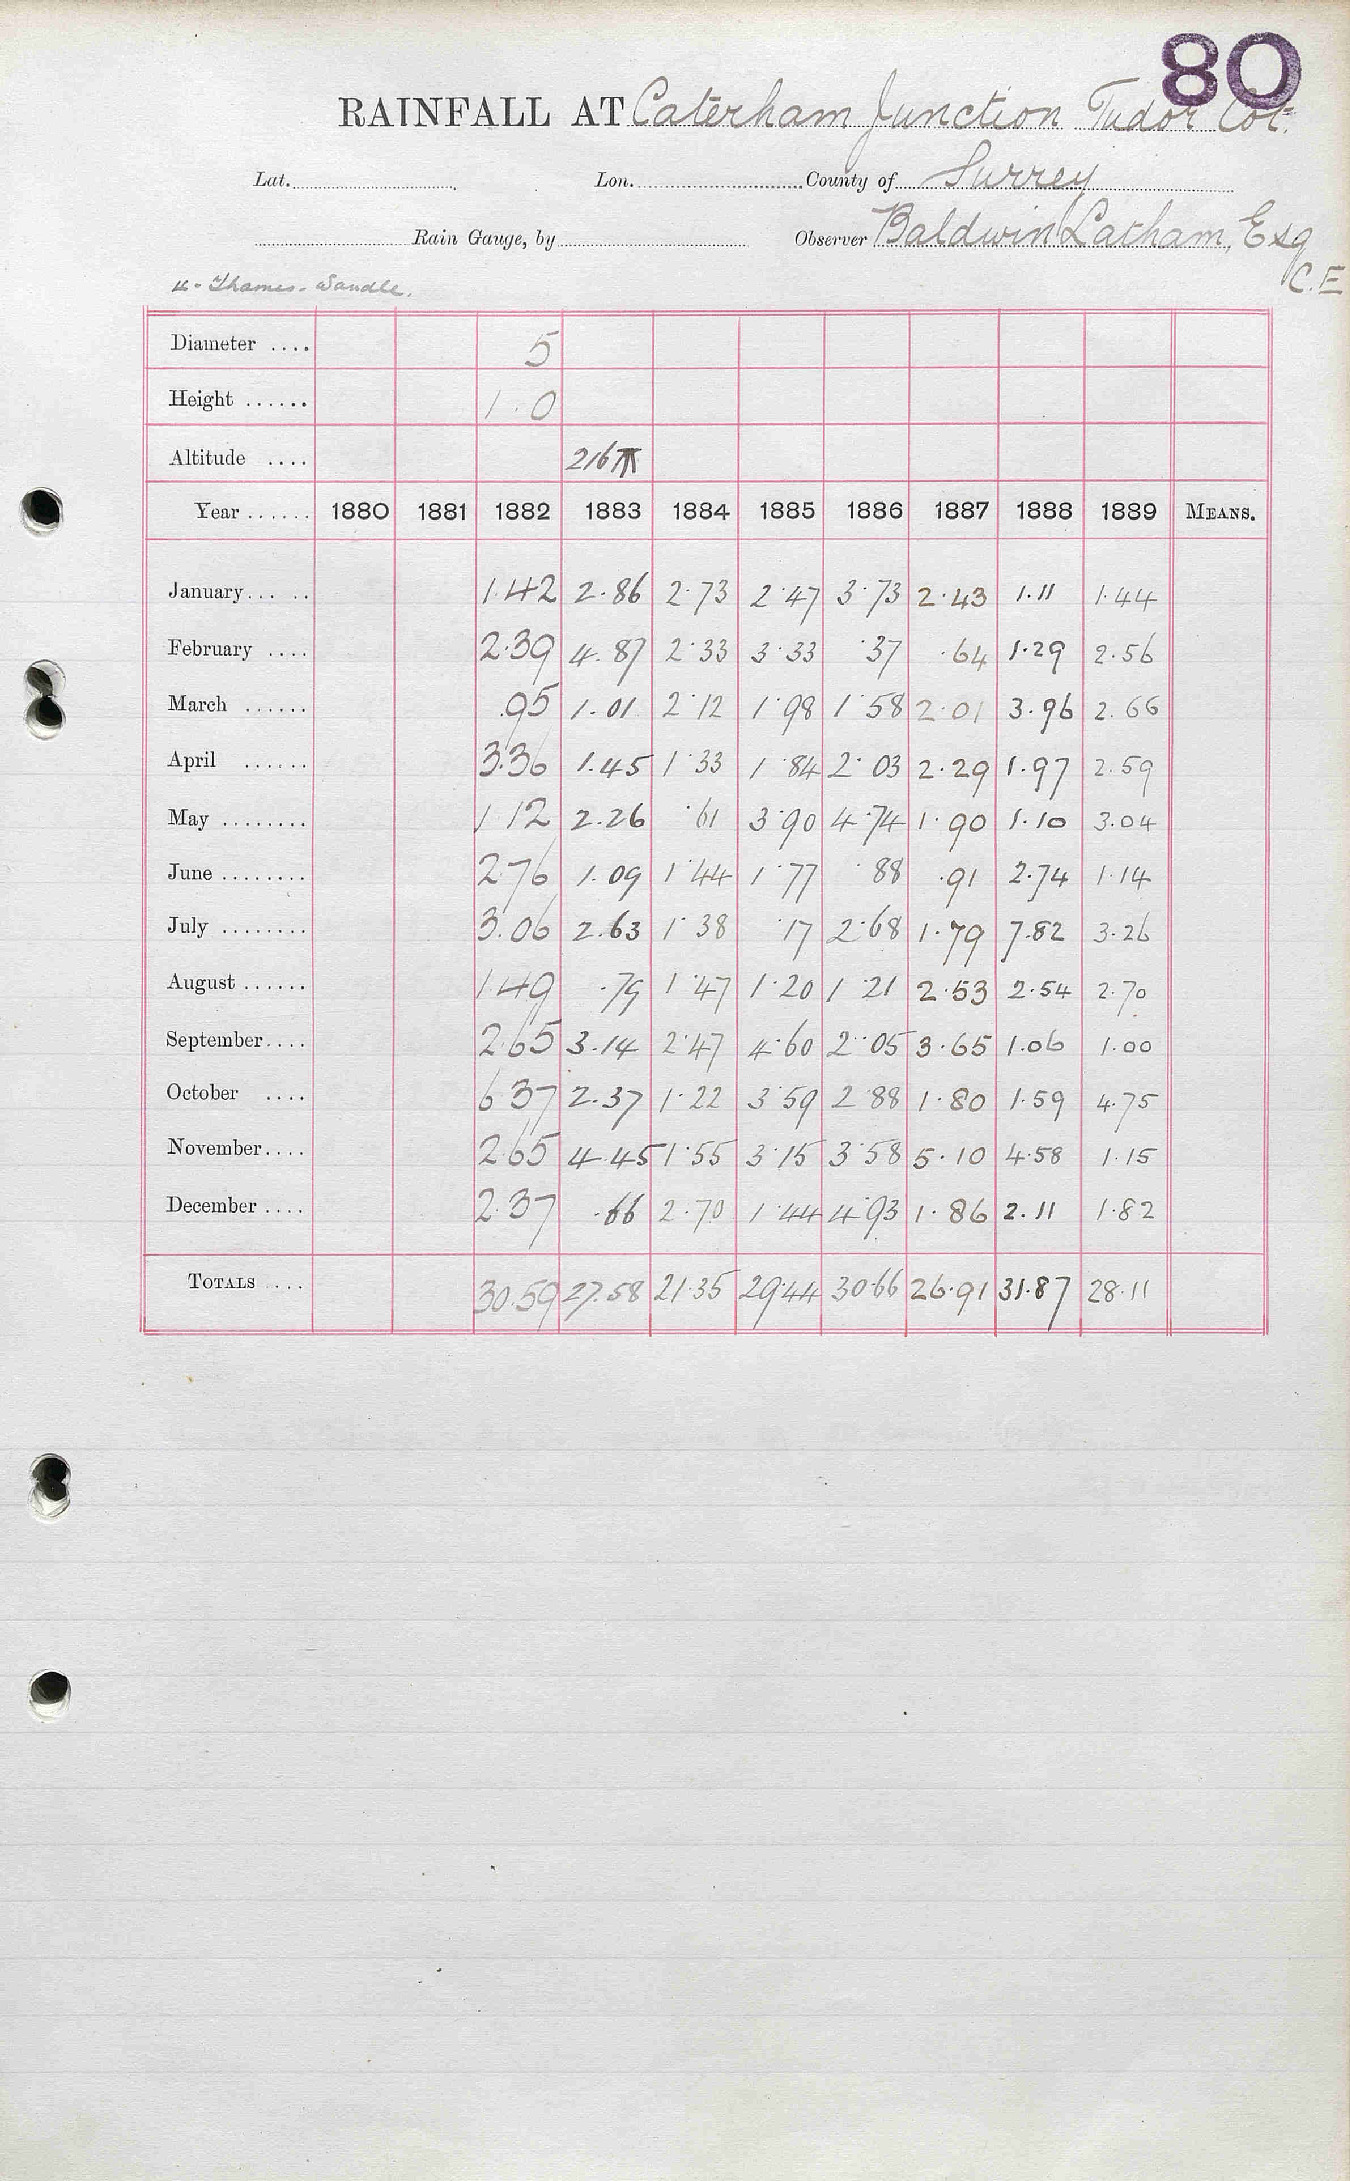 80
RAINFALL AT Caterham Junction Tudor Cot.
Lat. Lon. County of Surrey
Rain Gauge, by Observer Baldwin Latham, Esq
C.E
Thames - Wandle.
Diameter .... 5
Height ...... 1.0
Altitude .... 216
Year ...... 1880 1881 1882 1883 1884 1885 1886 1887 1888 1889 MEANS.
January... .. 1.42 2.86 2.73 2.47 3.73 2.43 1.11 1.44
February .... 2.39 4.87 2.33 3.33 .37 .64 1.29 2.56
March ...... .95 1.01 2.12 1.98 1.58 2.01 3.96 2.66
April ...... 3.36 1.45 1.33 1.84 2.03 2.29 1.97 2.59
May ........ 1.12 2.26 .61 3.90 4.74 1.90 1.10 3.04
June ........ 2.76 1.09 1.44 1.77 .88 .91 2.74 1.14
July ........ 3.06 2.63 1.38 .17 2.68 1.79 7.82 3.26
August ...... 1.49 .79 1.47 1.20 1.21 2.53 2.54 2.70
September.... 2.65 3.14 2.47 4.60 2.05 3.65 1.06 1.00
October .... 6.37 2.37 1.22 3.59 2.88 1.80 1.59 4.75
November.... 2.65 4.45 1.55 3.15 3.58 5.10 4.58 1.15
December .... 2.37 .66 2.70 1.44 4.93 1.86 2.11 1.82
TOTALS .... 30.59 27.58 21.35 29.44 30.66 26.91 31.87 28.11